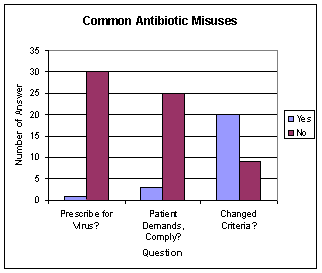 Common Antibiotic Misuses
35
30
25
20
15
10
5
0
Number of Answer
Prescribe for
Virus?
Patient
Demands,
Comply?
Changed
Criteria?
Question
Yes
No